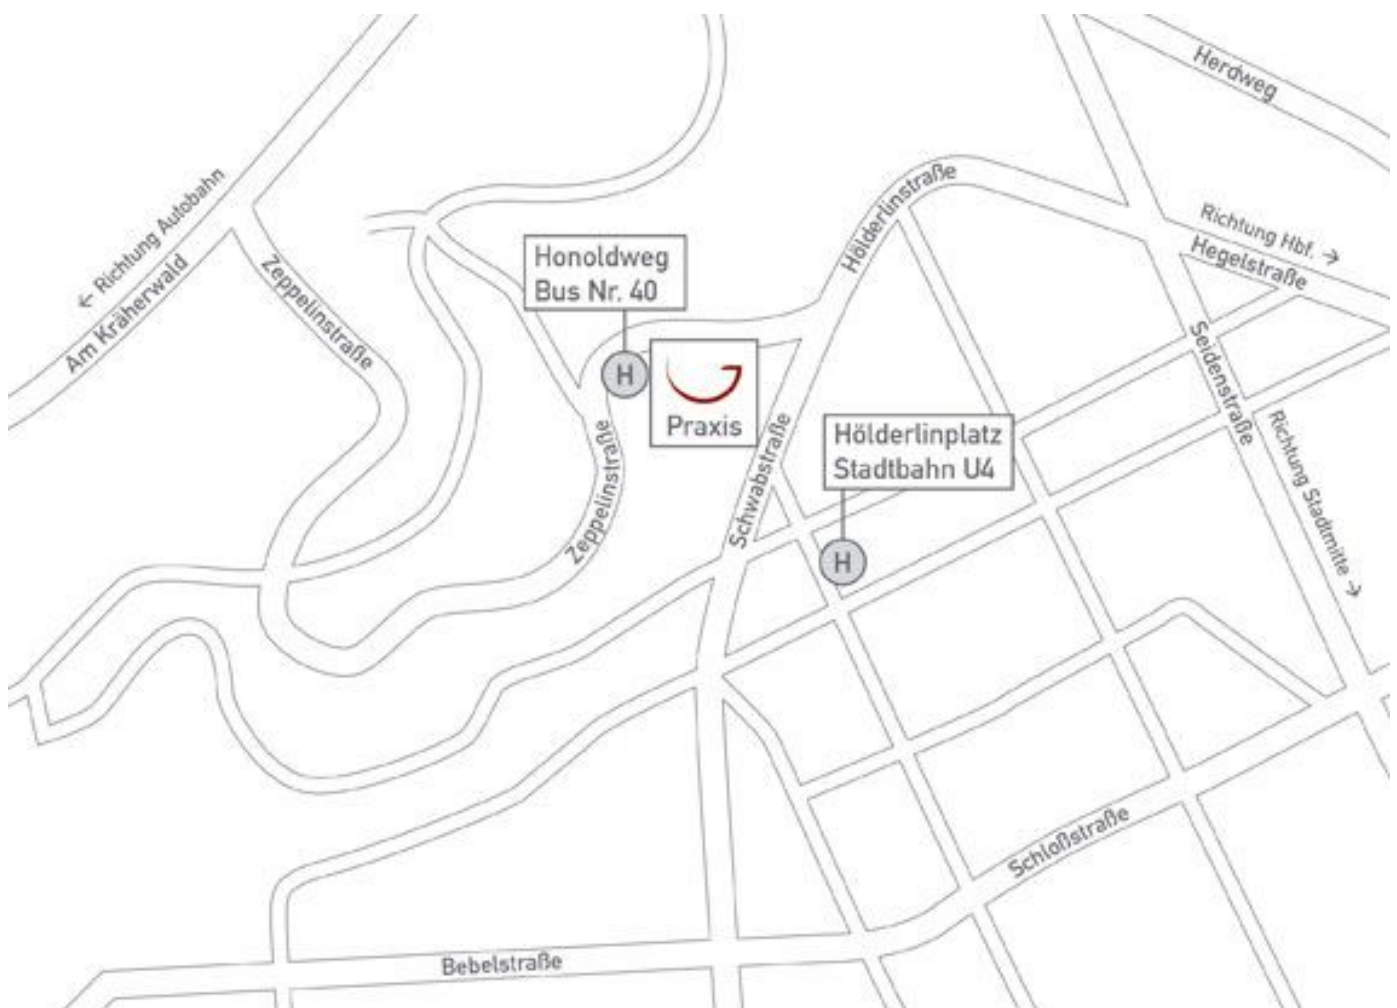 Herdweg
← Richtung Autobahn
Am Kräherwald
Zeppelinstraße
Honoldweg
Bus Nr. 40
H
Praxis
Zeppelinstraße
Hölderlinstraße
Richtung Hbf. →
Hegelstraße
Seidenstraße
Richtung Stadtmitte →
Schwabstraße
Hölderlinplatz
Stadtbahn U4
H
Schloßstraße
Bebelstraße